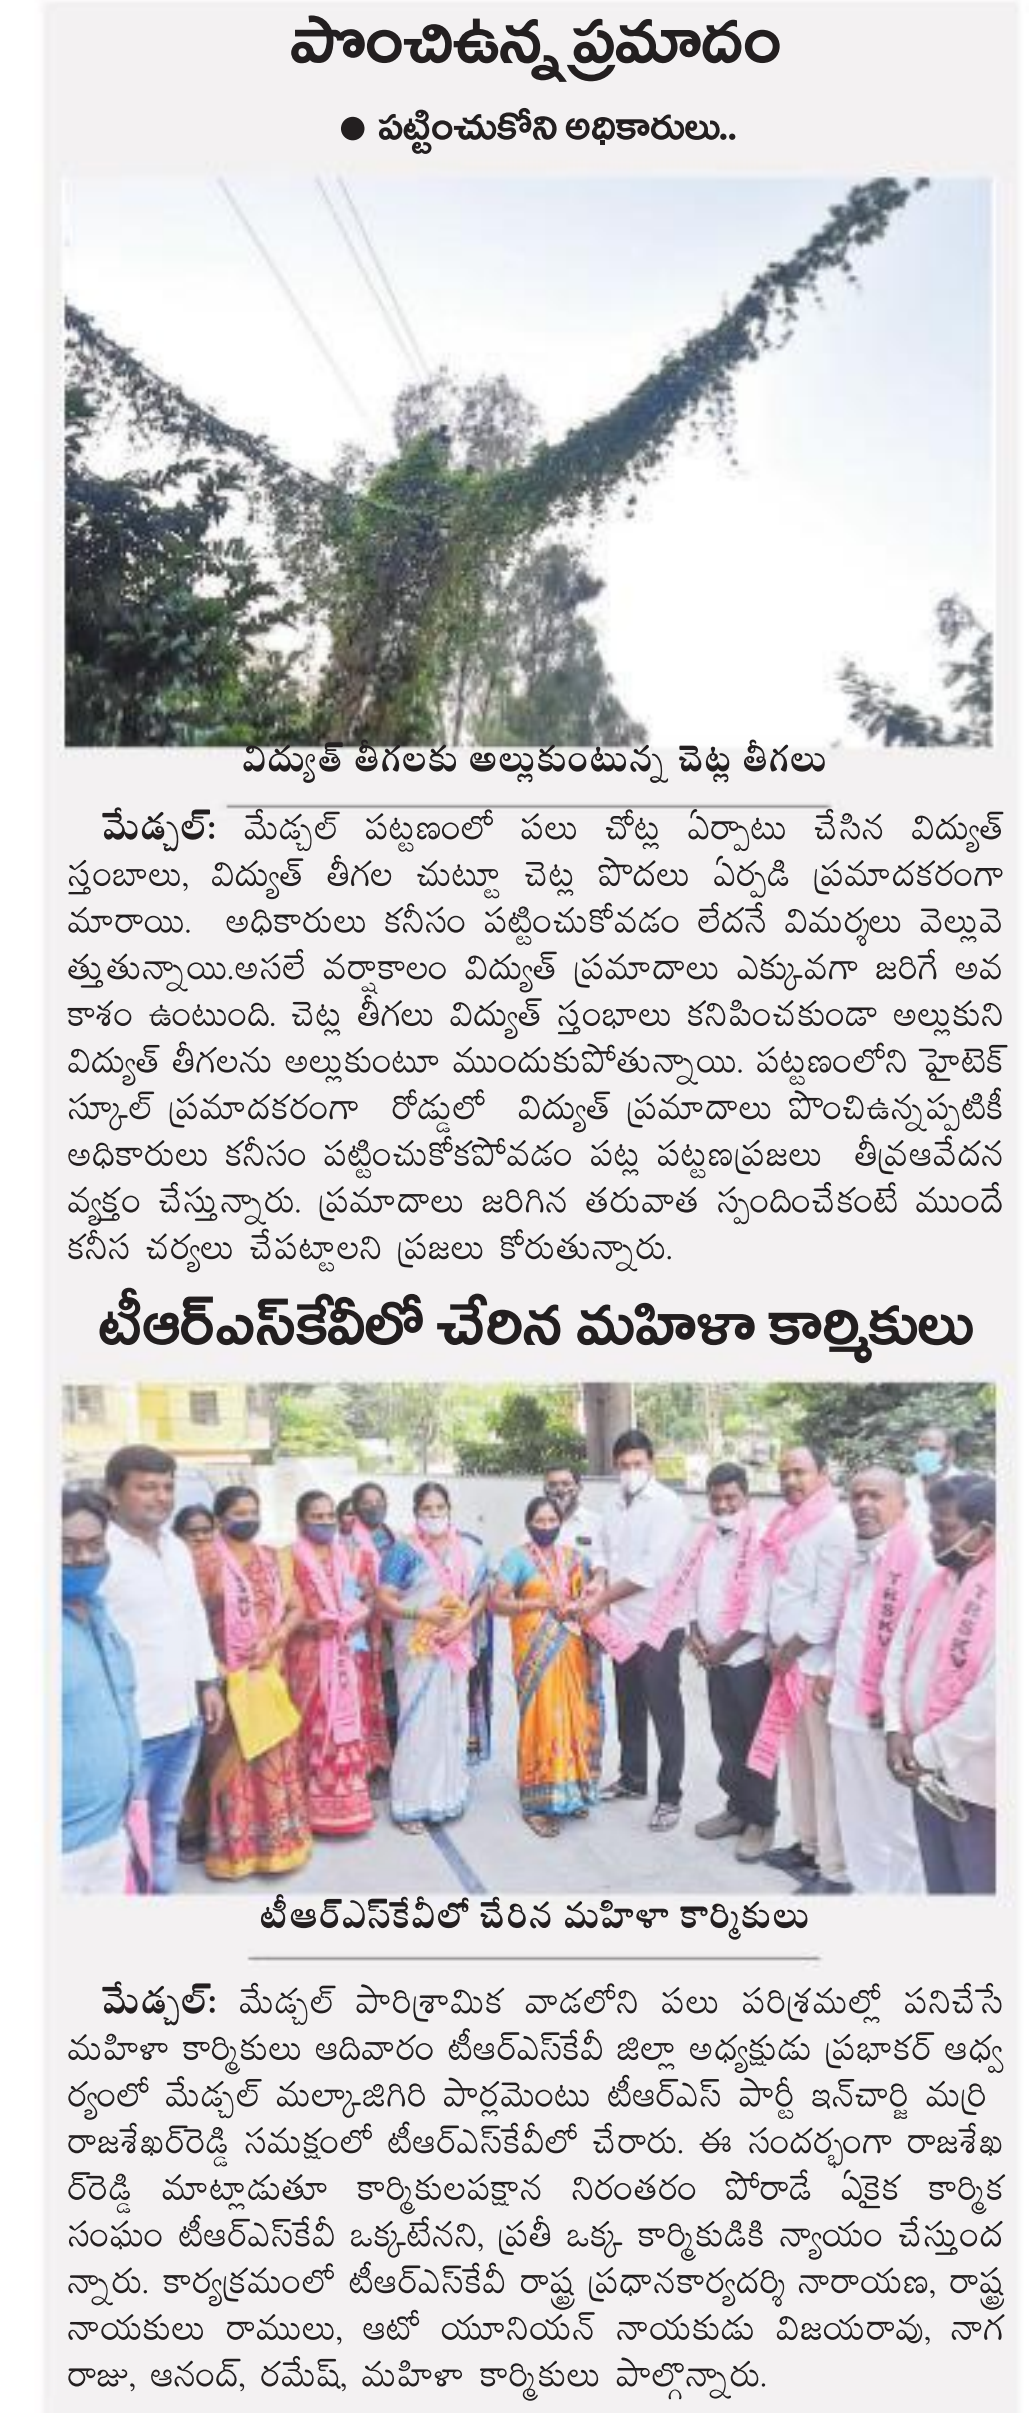 పొంచిఉన్న ప్రమాదం
● పట్టించుకోని అధికారులు..
విద్యుత్ తీగలకు అల్లుకుంటున్న చెట్ల తీగలు
మేడ్చల్: మేడ్చల్ పట్టణంలో పలు చోట్ల ఏర్పాటు చేసిన విద్యుత్
స్తంబాలు, విద్యుత్ తీగల చుట్టూ చెట్ల పొదలు ఏర్పడి ప్రమాదకరంగా
మారాయి. అధికారులు కనీసం పట్టించుకోవడం లేదనే విమర్శలు వెల్లువె
త్తుతున్నాయి.అసలే వర్షాకాలం విద్యుత్ ప్రమాదాలు ఎక్కువగా జరిగే అవ
కాశం ఉంటుంది. చెట్ల తీగలు విద్యుత్ స్తంభాలు కనిపించకుండా అల్లుకుని
విద్యుత్ తీగలను అల్లుకుంటూ ముందుకుపోతున్నాయి. పట్టణంలోని హైటెక్
స్కూల్ ప్రమాదకరంగా రోడ్డులో విద్యుత్ ప్రమాదాలు పొంచిఉన్నప్పటికీ
అధికారులు కనీసం పట్టించుకోకపోవడం పట్ల పట్టణప్రజలు తీవ్రఆవేదన
వ్యక్తం చేస్తున్నారు. ప్రమాదాలు జరిగిన తరువాత స్పందించేకంటే ముందే
కనీస చర్యలు చేపట్టాలని ప్రజలు కోరుతున్నారు.
టీఆర్ఎస్‌కేవీలో చేరిన మహిళా కార్మికులు
టీఆర్ఎస్‌కేవీలో చేరిన మహిళా కార్మికులు
మేడ్చల్: మేడ్చల్ పారిశ్రామిక వాడలోని పలు పరిశ్రమల్లో పనిచేసే
మహిళా కార్మికులు ఆదివారం టీఆర్ఎస్‌కేవీ జిల్లా అధ్యక్షుడు ప్రభాకర్ ఆధ్వ
ర్యంలో మేడ్చల్ మల్కాజిగిరి పార్లమెంటు టీఆర్ఎస్ పార్టీ ఇన్‌చార్జి మర్రి
రాజశేఖర్‌రెడ్డి సమక్షంలో టీఆర్ఎస్‌కేవీలో చేరారు. ఈ సందర్భంగా రాజశేఖ
ర్‌రెడ్డి మాట్లాడుతూ కార్మికులపక్షాన నిరంతరం పోరాడే ఏకైక కార్మిక
సంఘం టీఆర్ఎస్‌కేవీ ఒక్కటేనని, ప్రతీ ఒక్క కార్మికుడికి న్యాయం చేస్తుంద
న్నారు. కార్యక్రమంలో టీఆర్ఎస్‌కేవీ రాష్ట్ర ప్రధానకార్యదర్శి నారాయణ, రాష్ట్ర
నాయకులు రాములు, ఆటో యూనియన్ నాయకుడు విజయరావు, నాగ
రాజు, ఆనంద్, రమేష్, మహిళా కార్మికులు పాల్గొన్నారు.